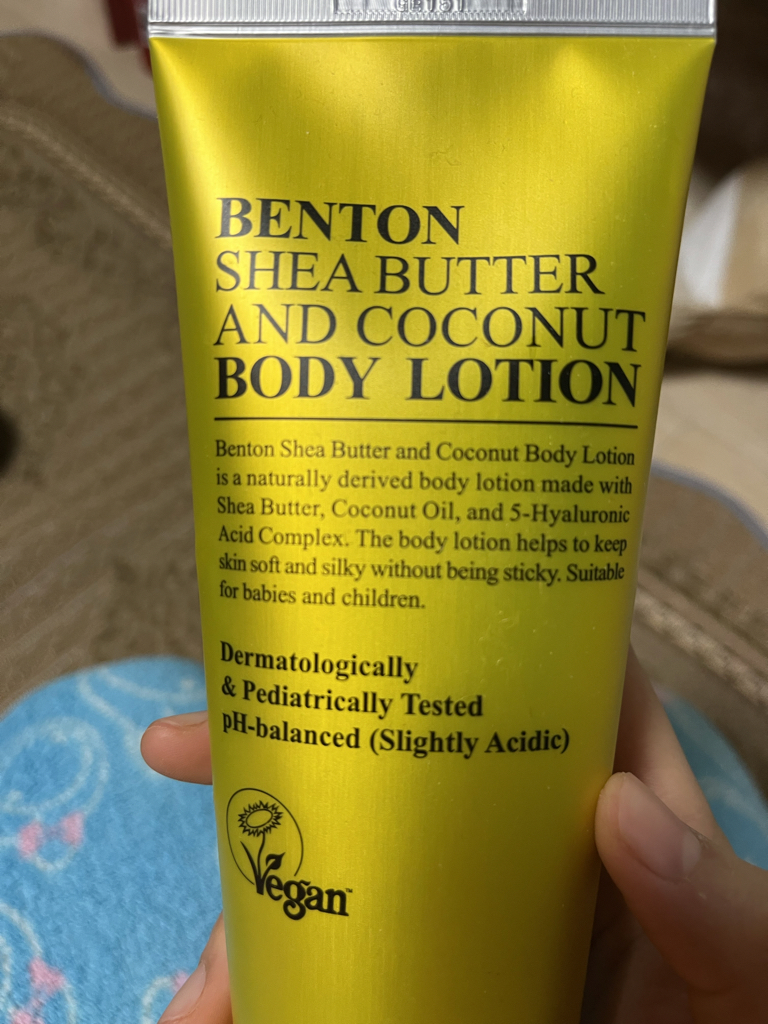 BENTON
SHEA BUTTER
AND COCONUT
BODY LOTION
Benton Shea Butter and Coconut Body Lotion
is a naturally derived body lotion made with
Shea Butter, Coconut Oil, and 5-Hyaluronic
Acid Complex. The body lotion helps to keep
skin soft and silky without being sticky. Suitable
for babies and children.
Dermatologically
& Pediatrically Tested
pH-balanced (Slightly Acidic)
Vegan™